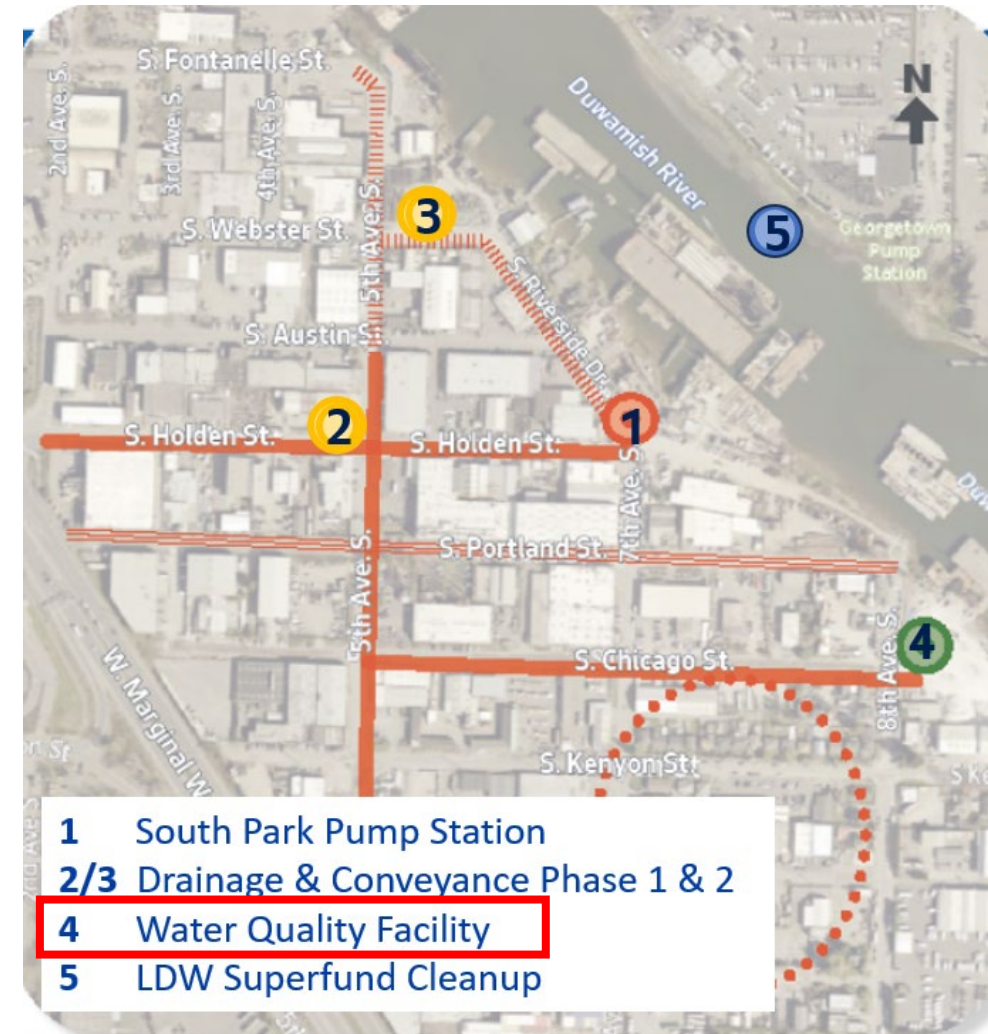 S. Fontanelle St.
N
2nd Ave. S.
3rd Ave. S.
4th Ave. S.
Duwamish River
3
5
S. Webster St.
5th Ave. S.
Georgetown
Pump
Station
S. Riverside Dr.
S. Austin S
2
1
S. Holden St.
S. Holden St.
7th Ave. S.
5th Ave. S.
S. Portland St.
4
S. Chicago St.
8th Ave. S.
W. Marginal W
S. Kenyon St
1 South Park Pump Station
2/3 Drainage & Conveyance Phase 1 & 2
4 Water Quality Facility
5 LDW Superfund Cleanup